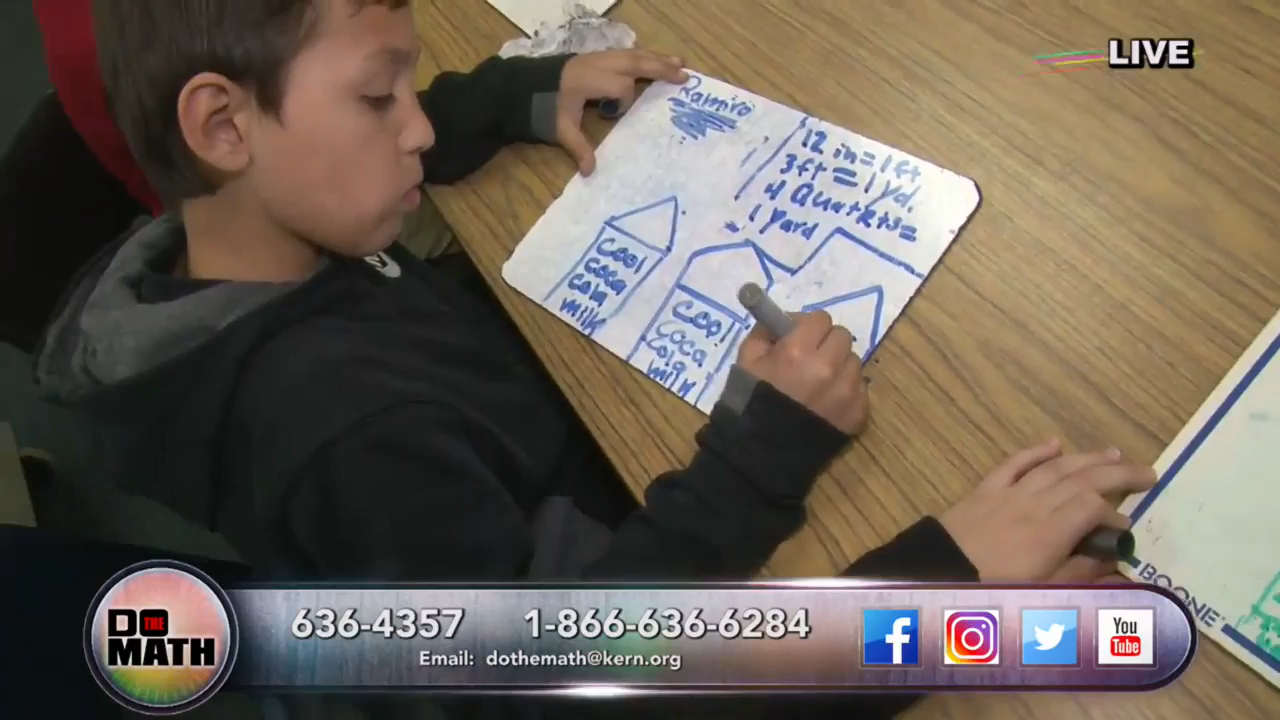 LIVE
Ramiro
12 in = 1 ft
3 ft = 1 yd.
4 Quarters =
1 yard
Cool
coca
cola
milk
Cool
Coca
Cola
milk
BOONE
DO THE MATH
636-4357 1-866-636-6284
Email: dothemath@kern.org
f
You
Tube